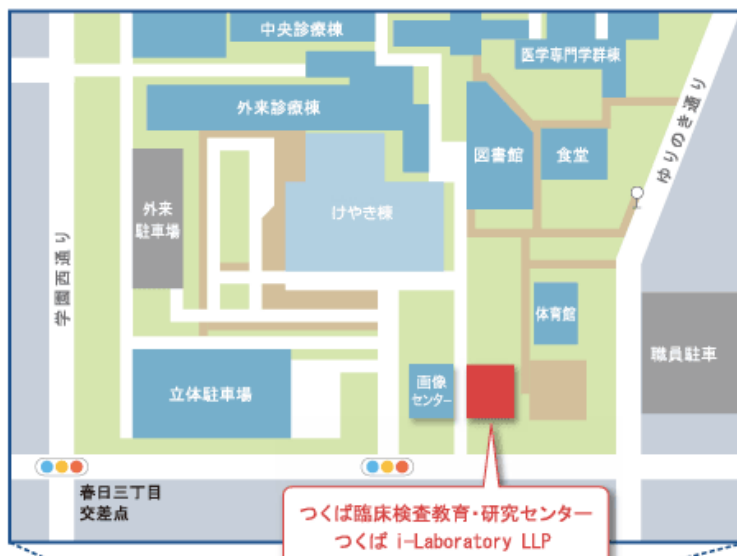 中央診療棟
医学専門学群棟
外来診療棟
図書館
食堂
ゆりのき通り
外来
駐車場
けやき棟
学園西通り
体育館
職員駐車
立体駐車場
画像
センター
春日三丁目
交差点
つくば臨床検査教育・研究センター
つくば i-Laboratory LLP